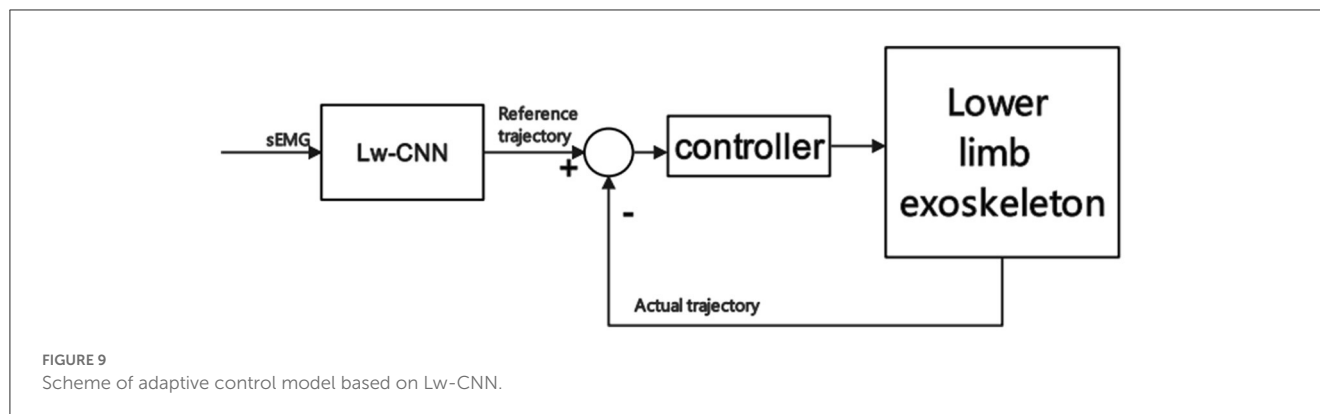 sEMG
Lw-CNN
Reference
trajectory
+
-
controller
Lower
limb
exoskeleton
Actual trajectory
FIGURE 9
Scheme of adaptive control model based on Lw-CNN.